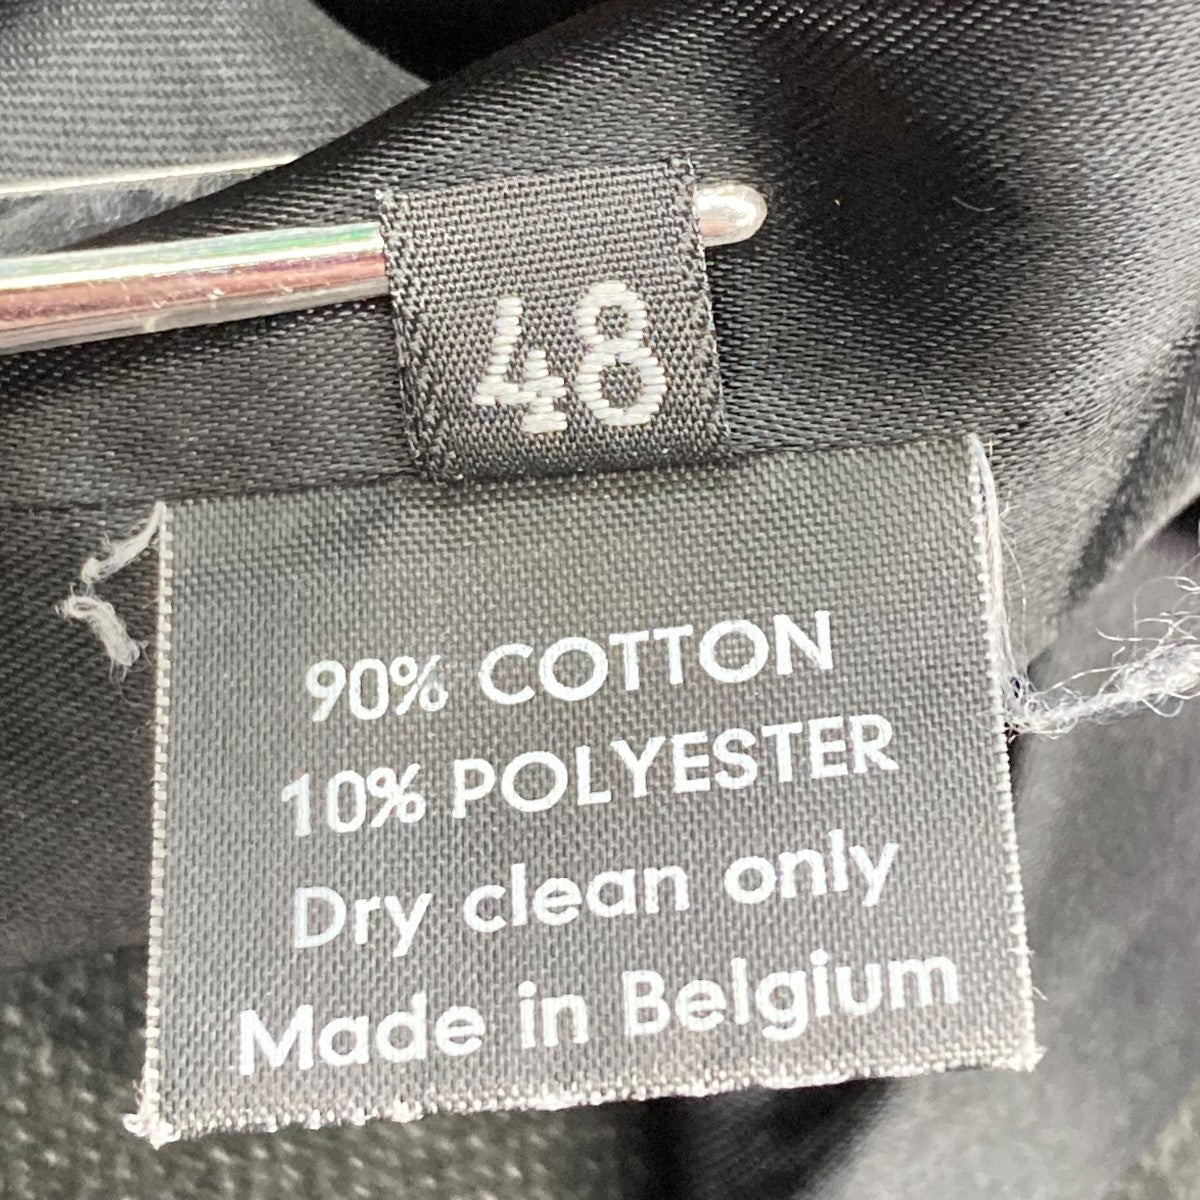 48
90% COTTON
10% POLYESTER
Dry clean only
Made in Belgium